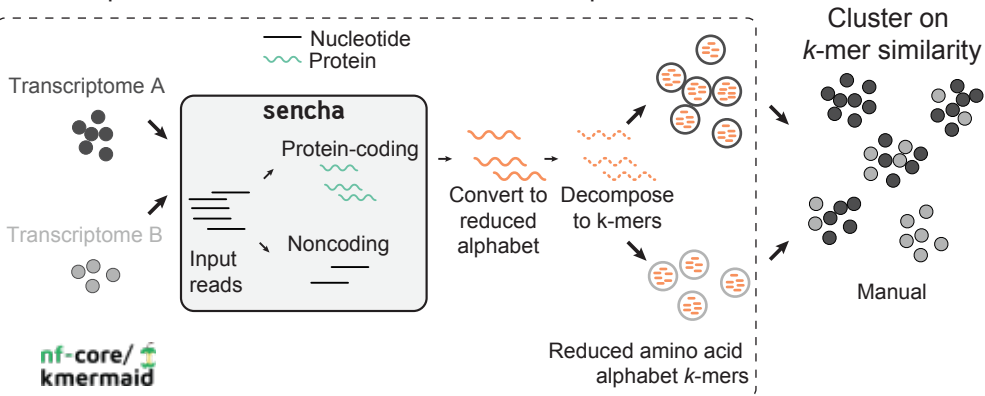 Nucleotide
Protein
Transcriptome A
Transcriptome B
sencha
Protein-coding
Noncoding
Input
reads
Convert to
reduced
alphabet
Decompose
to k-mers
Reduced amino acid
alphabet k-mers
Cluster on
k-mer similarity
Manual
nf-core/
kmermaid